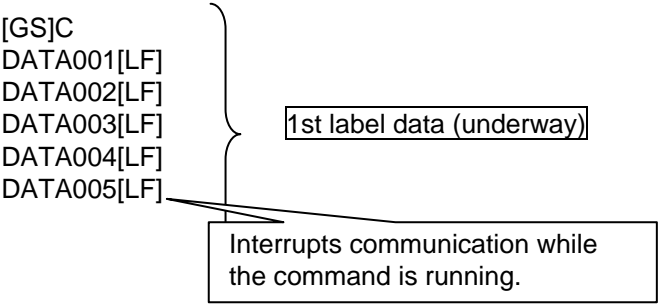 [GS]C
DATA001[LF]
DATA002[LF]
DATA003[LF]
DATA004[LF]
DATA005[LF]
1st label data (underway)
Interrupts communication while
the command is running.